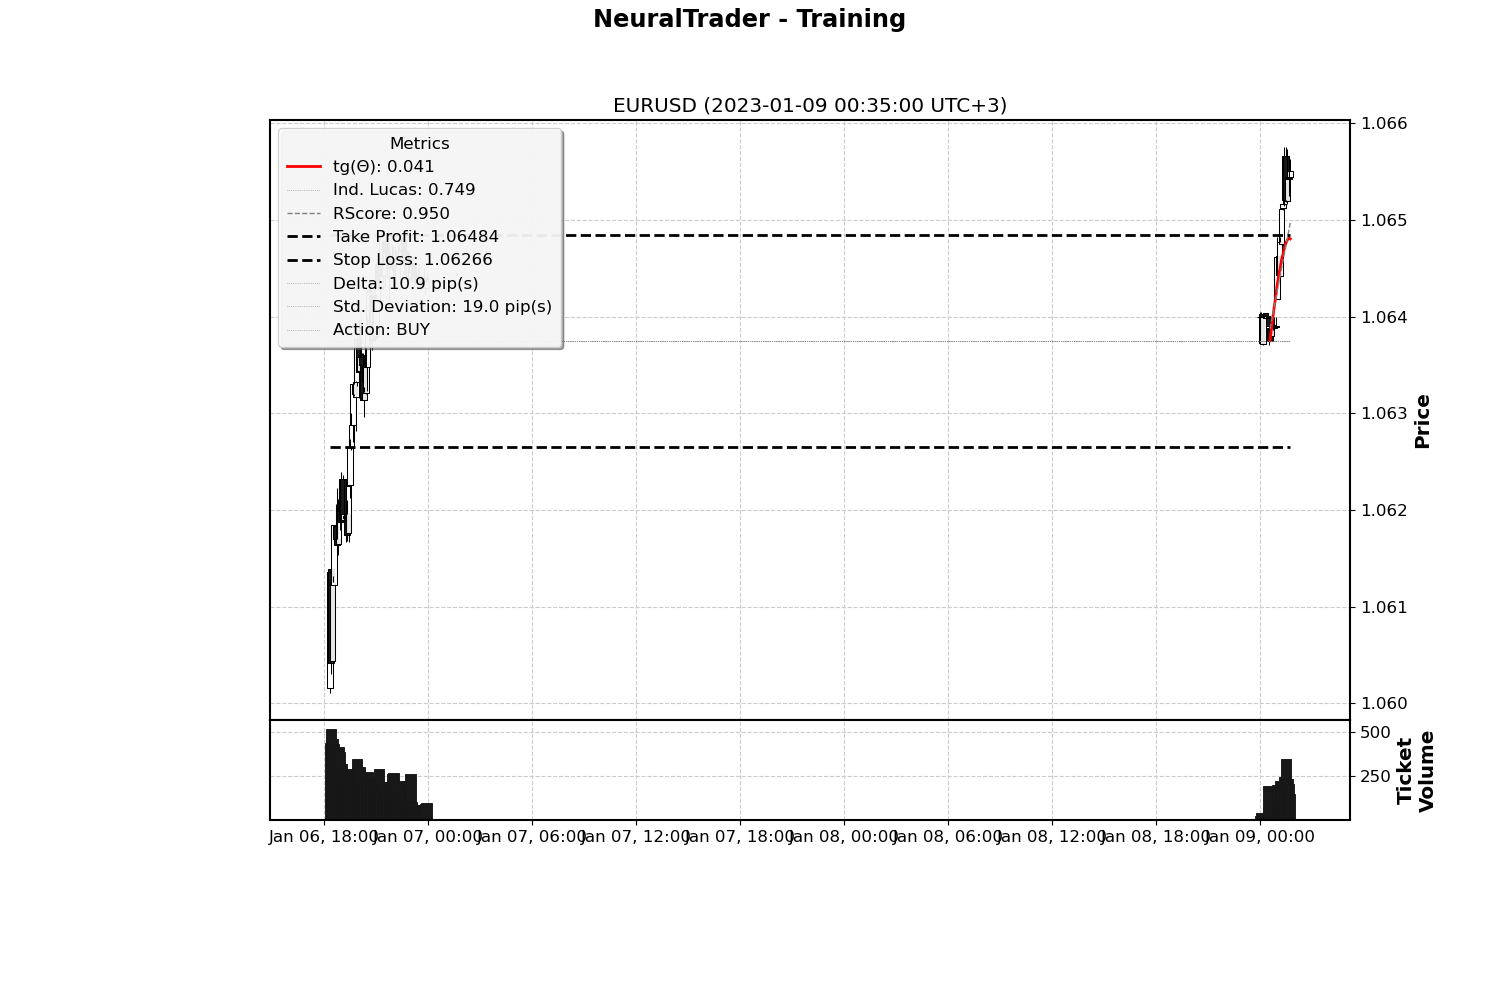 NeuralTrader - Training
EURUSD (2023-01-09 00:35:00 UTC+3)
Metrics
tg(Θ): 0.041
Ind. Lucas: 0.749
RScore: 0.950
Take Profit: 1.06484
Stop Loss: 1.06266
Delta: 10.9 pip(s)
Std. Deviation: 19.0 pip(s)
Action: BUY
1.066
1.065
1.064
1.063
1.062
1.061
1.060
Price
500
250
Ticket
Volume
Jan 06, 18:00
Jan 07, 00:00
Jan 07, 06:00
Jan 07, 12:00
Jan 07, 18:00
Jan 08, 00:00
Jan 08, 06:00
Jan 08, 12:00
Jan 08, 18:00
Jan 09, 00:00